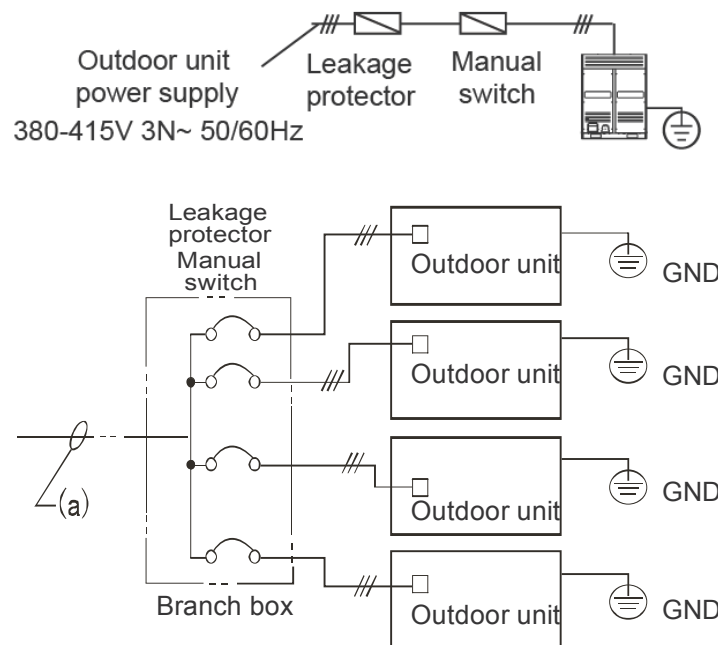 Outdoor unit
power supply
380-415V 3N~ 50/60Hz
Leakage
protector
Manual
switch
Leakage
protector
Manual
switch
Outdoor unit
GND
Outdoor unit
GND
Outdoor unit
GND
Outdoor unit
GND
(a)
Branch box